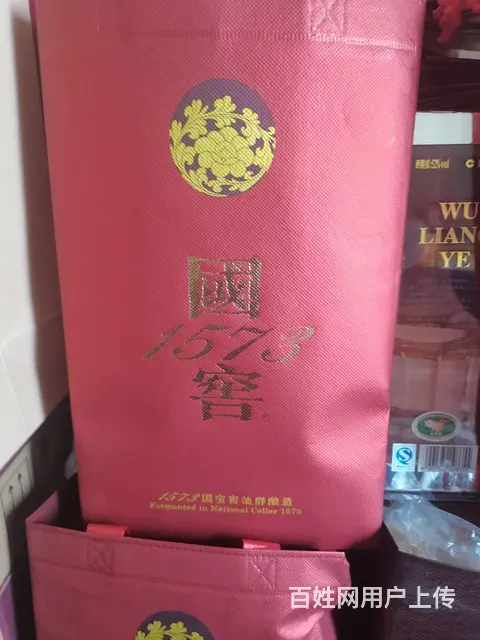 國
1573
窖
1573国宝窖池群酿造
Fermented in National Cellar 1573
WU
LIANG
YE
百姓网用户上传